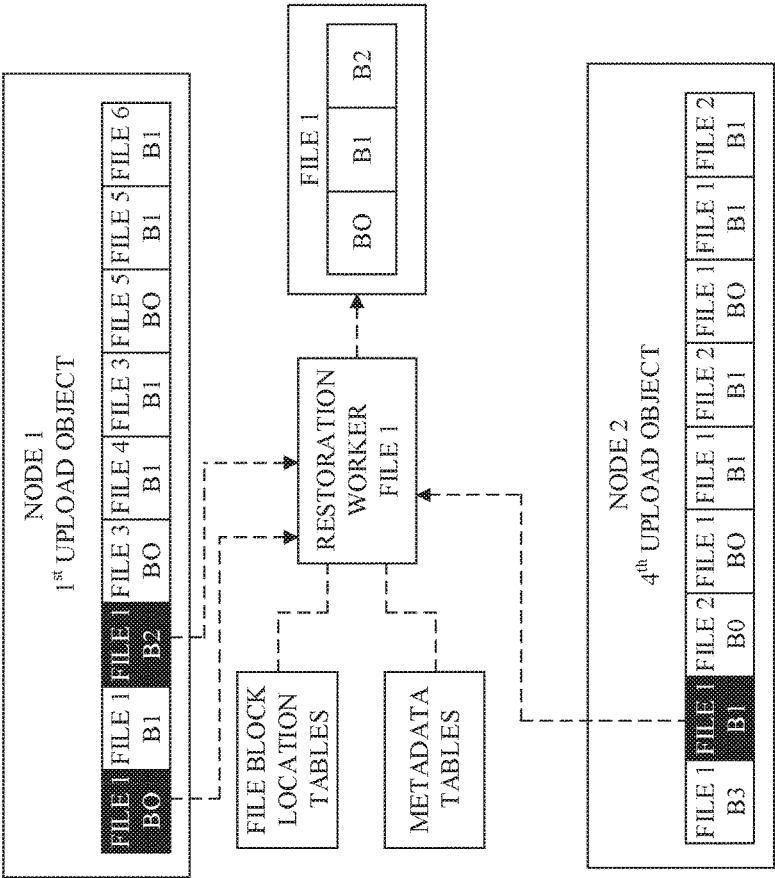 NODE 1
1st UPLOAD OBJECT
FILE 1 FILE 1 FILE 1 FILE 3 FILE 4 FILE 3 FILE 5 FILE 5 FILE 6
BO B1 B2 BO B1 B1 BO B1 B1
FILE BLOCK
LOCATION
TABLES
METADATA
TABLES
RESTORATION
WORKER
FILE 1
FILE 1
BO B1 B2
NODE 2
4th UPLOAD OBJECT
FILE 1 FILE 1 FILE 2 FILE 1 FILE 1 FILE 2 FILE 1 FILE 1 FILE 2
B3 B1 B0 BO B1 B1 BO B1 B1